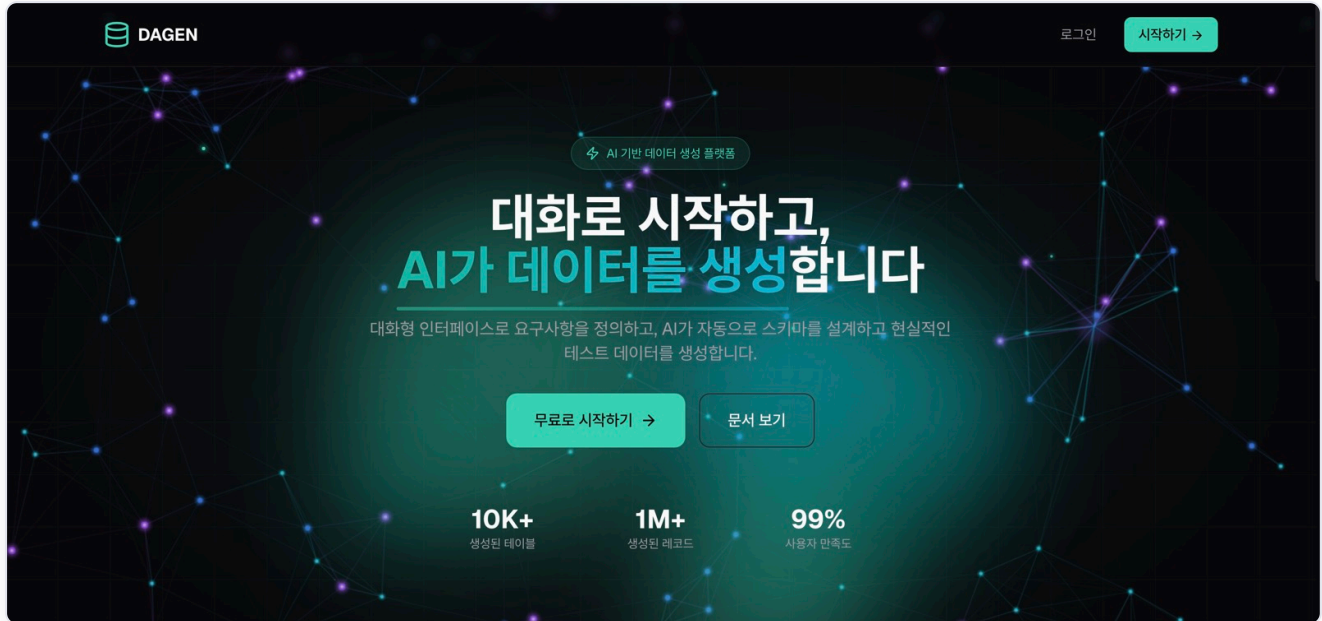 DAGEN
로그인
시작하기 →
AI 기반 데이터 생성 플랫폼
대화로 시작하고,
AI가 데이터를 생성합니다
대화형 인터페이스로 요구사항을 정의하고, AI가 자동으로 스키마를 설계하고 현실적인
테스트 데이터를 생성합니다.
무료로 시작하기 →
문서 보기
10K+
생성된 테이블
1M+
생성된 레코드
99%
사용자 만족도